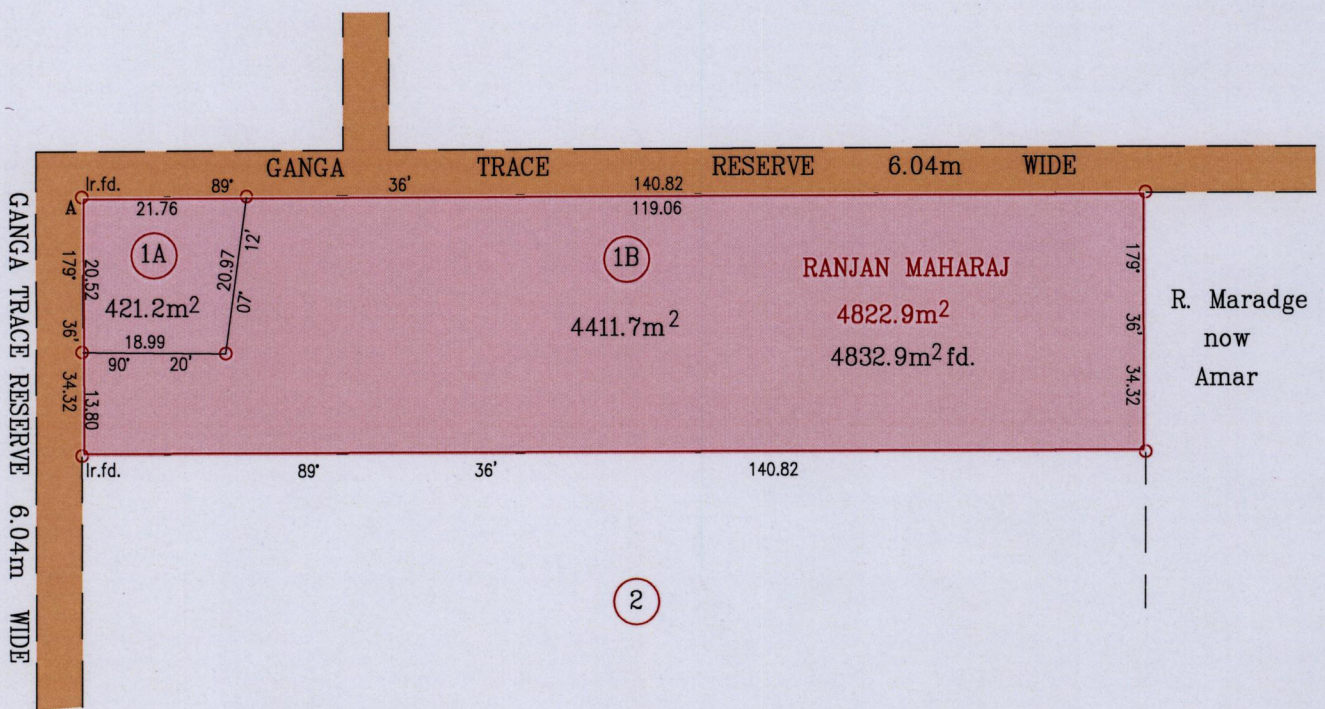 GANGA TRACE RESERVE 6.04m WIDE
Ir.fd. 89° 36' 140.82
A 21.76 119.06
GANGA TRACE RESERVE 6.04m WIDE
179° 36' 34.32
20.52
13.80
1A
421.2m²
20.97
12'
07'
18.99
90° 20'
1B
4411.7m²
RANJAN MAHARAJ
4822.9m²
4832.9m² fd.
179° 36' 34.32
R. Maradge
now
Amar
Ir.fd. 89° 36' 140.82
2